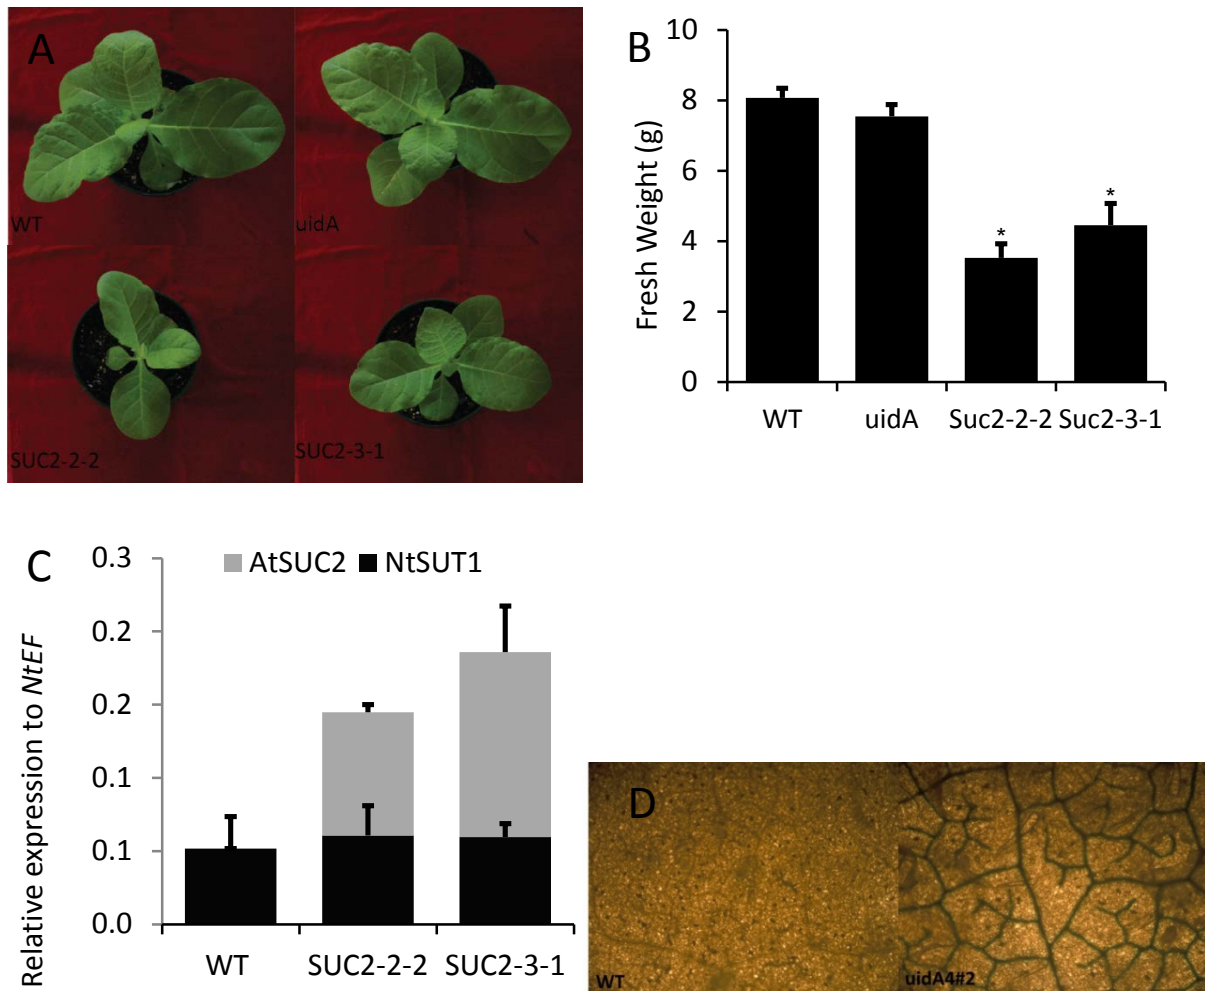 A
WT
uidA
SUC2-2-2
SUC2-3-1
B
Fresh Weight (g)
10
8
6
4
2
0
WT uidA Suc2-2-2 Suc2-3-1
*
*
C
AtSUC2 NtSUT1
Relative expression to NtEF
0.3
0.2
0.2
0.1
0.1
0.0
WT SUC2-2-2 SUC2-3-1
D
WT
uidA4#2